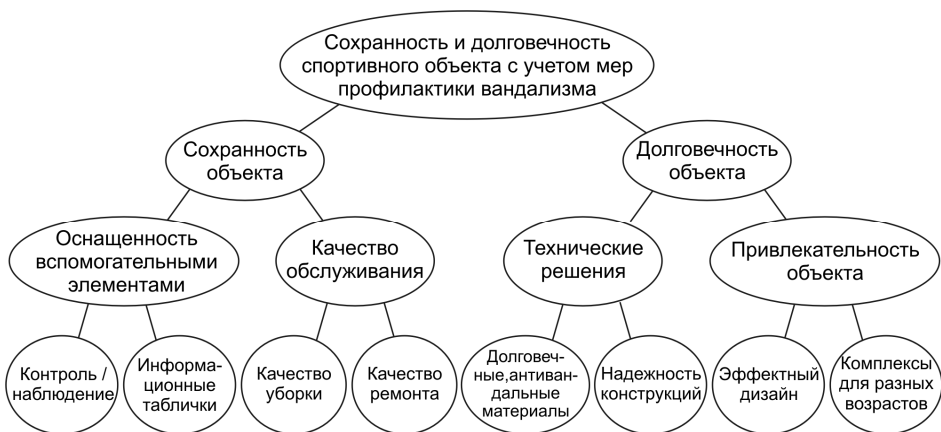 Сохранность и долговечность
спортивного объекта с учетом мер
профилактики вандализма
Сохранность
объекта
Долговечность
объекта
Оснащенность
вспомогательными
элементами
Качество
обслуживания
Технические
решения
Привлекательность
объекта
Контроль /
наблюдение
Информа-
ционные
таблички
Качество
уборки
Качество
ремонта
Долговеч-
ные,антиван-
дальные
материалы
Надежность
конструкций
Эффектный
дизайн
Комплексы
для разных
возрастов